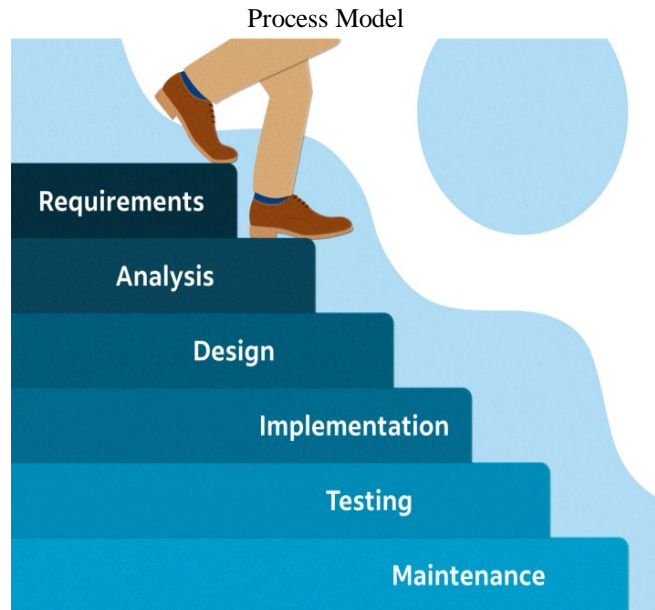 Process Model
Requirements
Analysis
Design
Implementation
Testing
Maintenance